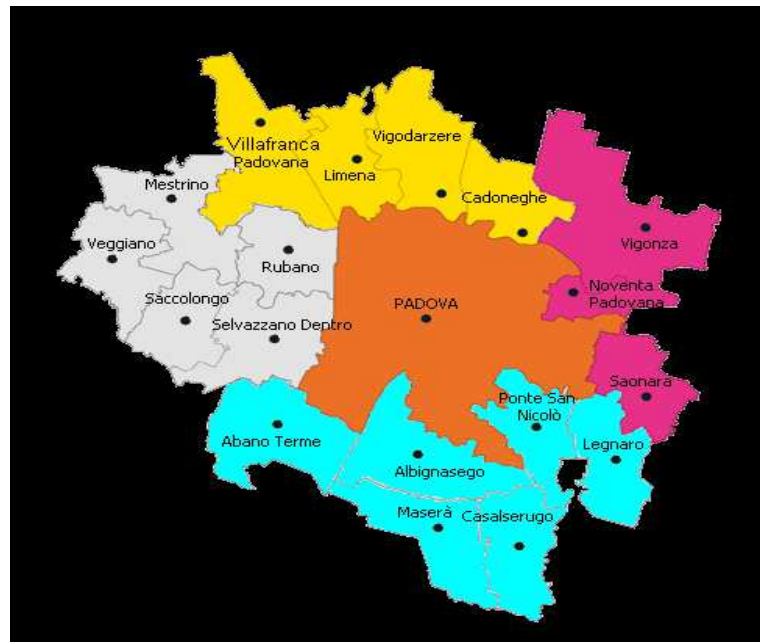 Vigodarzere
Villafranca
Padovana
Limena
Mestrino
Cadoneghe
Veggiano
Rubano
Vigonza
Saccolongo
Noventa
Padovana
PADOVA
Selvazzano Dentro
Saonara
Ponte San
Nicolò
Abano Terme
Legnaro
Albignasego
Maserà
Casalserugo